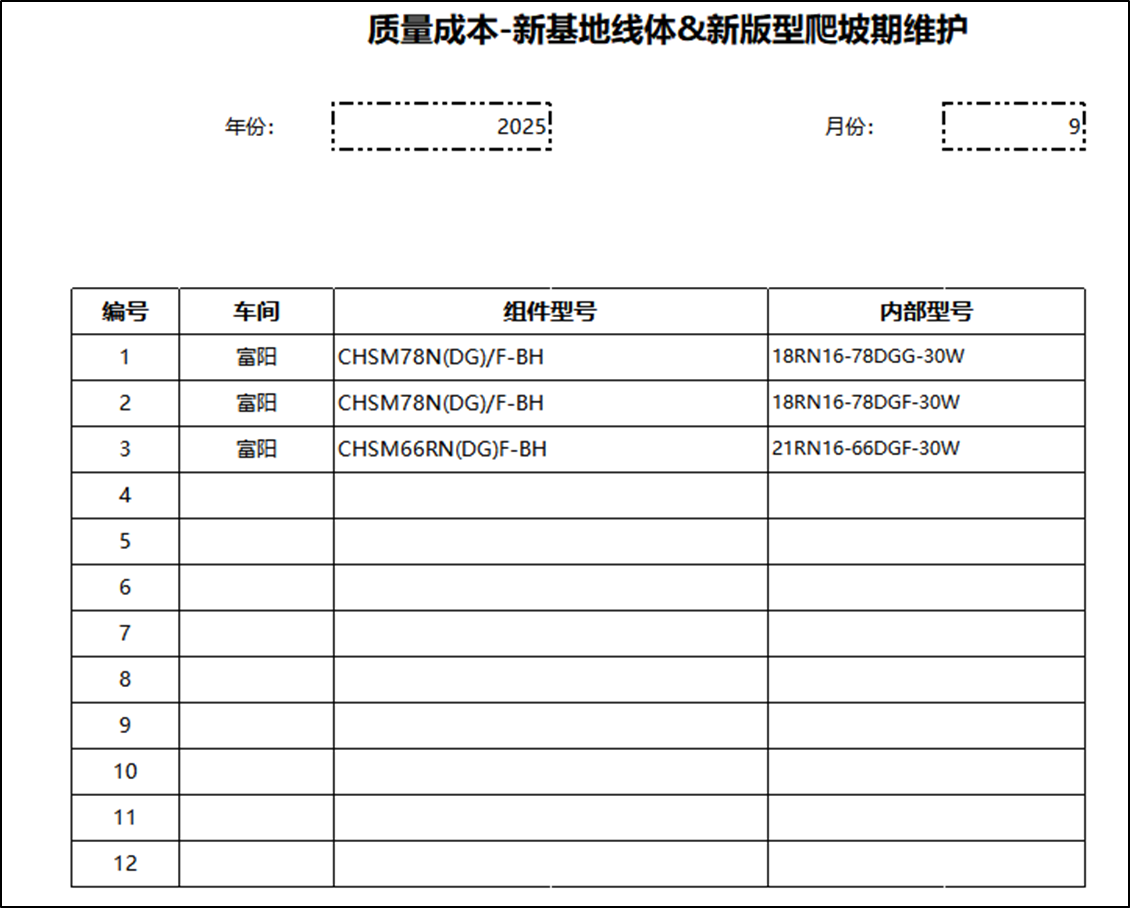 质量成本-新基地线体&新版型爬坡期维护
年份： 2025 月份： 9
编号 车间 组件型号 内部型号
1 富阳 CHSM78N(DG)/F-BH 18RN16-78DGG-30W
2 富阳 CHSM78N(DG)/F-BH 18RN16-78DGF-30W
3 富阳 CHSM66RN(DG)F-BH 21RN16-66DGF-30W
4
5
6
7
8
9
10
11
12